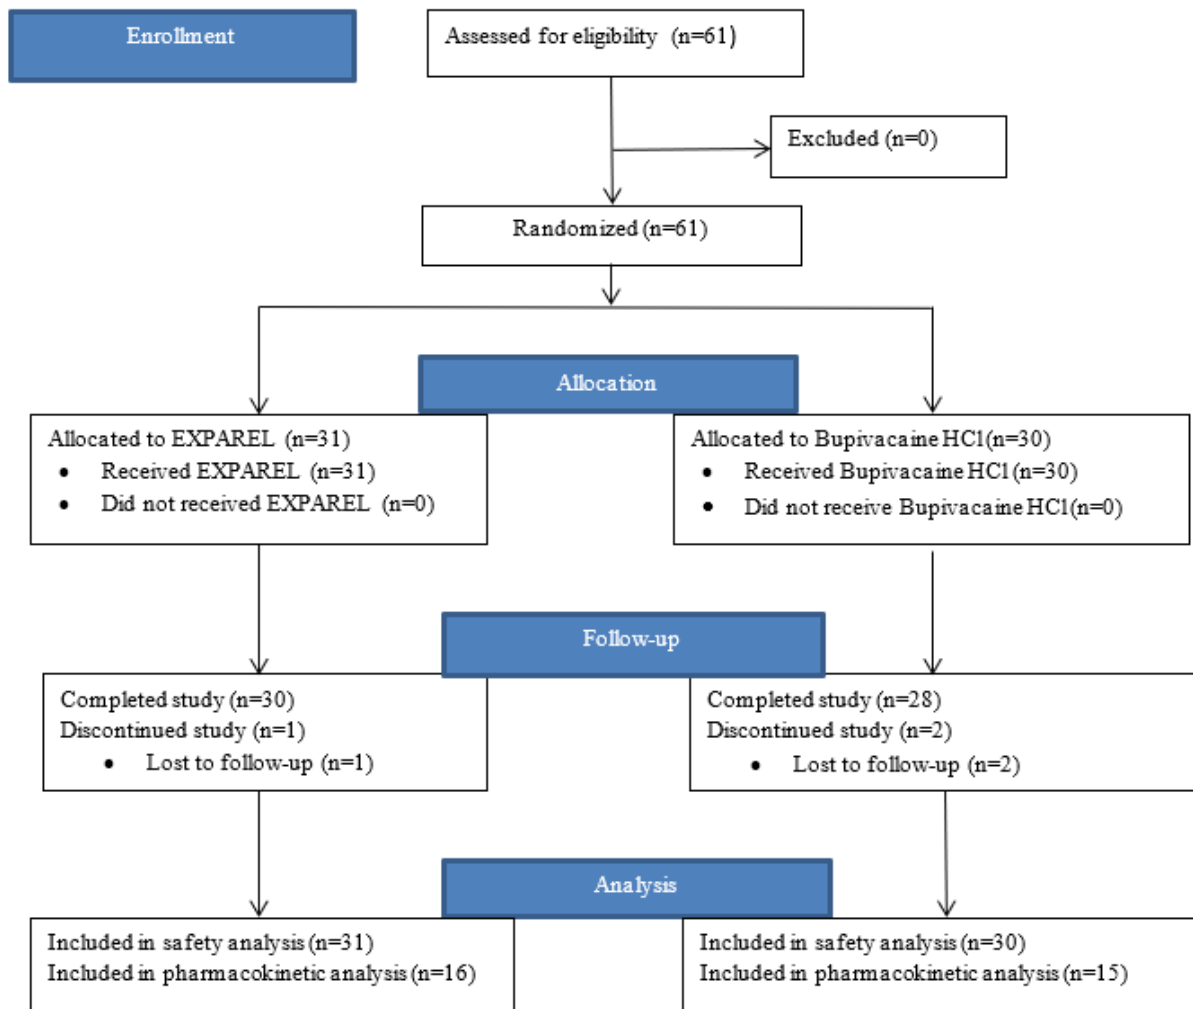 Enrollment
Assessed for eligibility (n=61)
Excluded (n=0)
Randomized (n=61)
Allocation
Allocated to EXPAREL (n=31)
• Received EXPAREL (n=31)
• Did not received EXPAREL (n=0)
Allocated to Bupivacaine HCl(n=30)
• Received Bupivacaine HCl(n=30)
• Did not receive Bupivacaine HCl(n=0)
Follow-up
Completed study (n=30)
Discontinued study (n=1)
• Lost to follow-up (n=1)
Completed study (n=28)
Discontinued study (n=2)
• Lost to follow-up (n=2)
Analysis
Included in safety analysis (n=31)
Included in pharmacokinetic analysis (n=16)
Included in safety analysis (n=30)
Included in pharmacokinetic analysis (n=15)